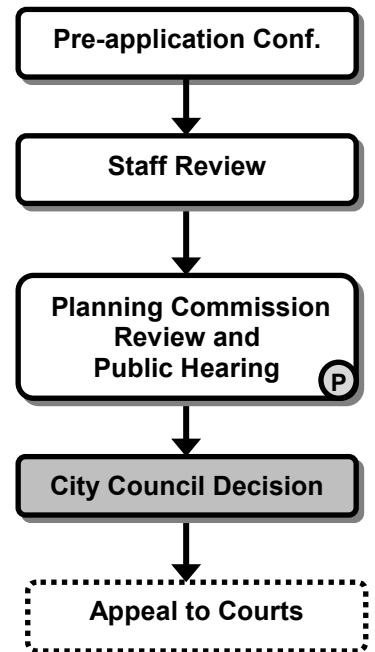 Pre-application Conf.
Staff Review
Planning Commission
Review and
Public Hearing
P
City Council Decision
Appeal to Courts